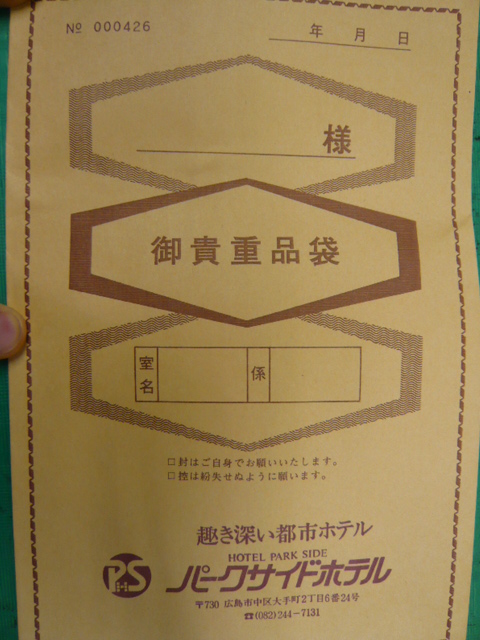 No 000426
年 月 日
様
御貴重品袋
室名 係
□封はご自身でお願いいたします。
□控は紛失せぬように願います。
趣き深い都市ホテル
HOTEL PARK SIDE
PS パークサイドホテル
〒730 広島市中区大手町2丁目6番24号
☎(082)244-7131